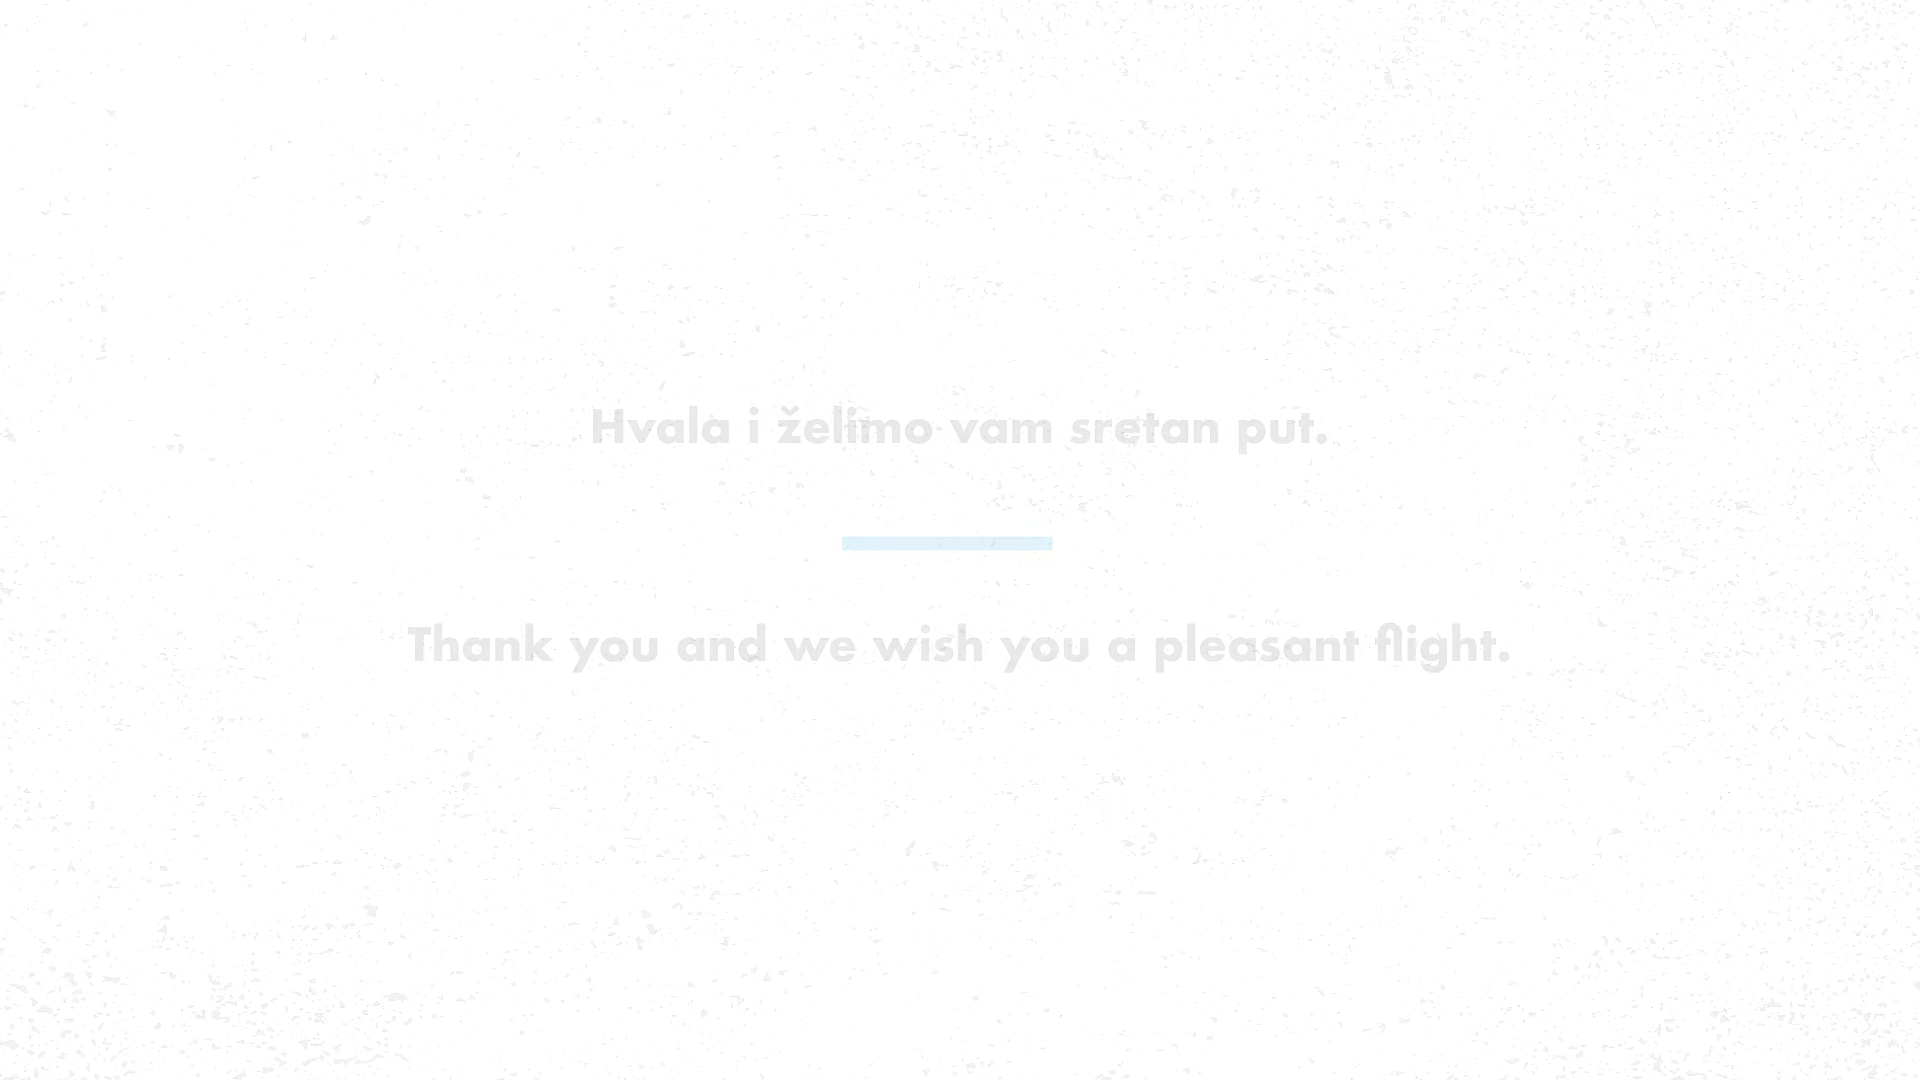 Hvala i želimo vam sretan put.
Thank you and we wish you a pleasant flight.